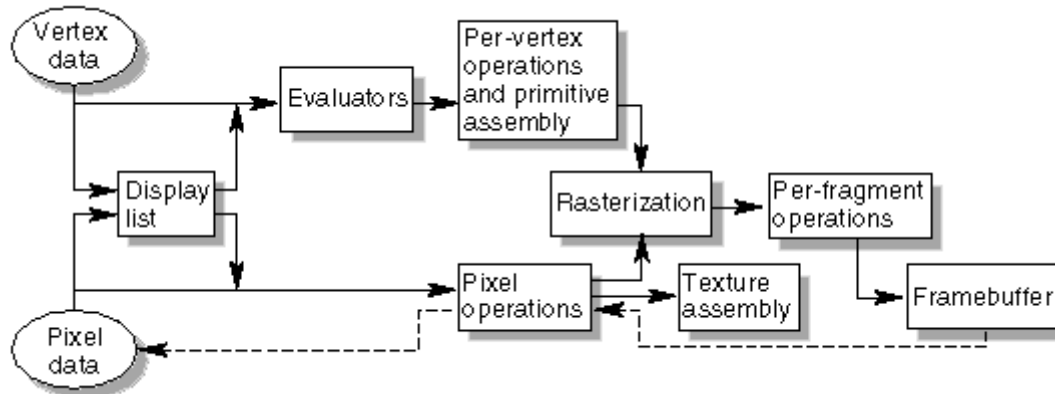 Vertex
data
Evaluators
Per-vertex
operations
and primitive
assembly
Display
list
Rasterization
Per-fragment
operations
Pixel
operations
Texture
assembly
Framebuffer
Pixel
data